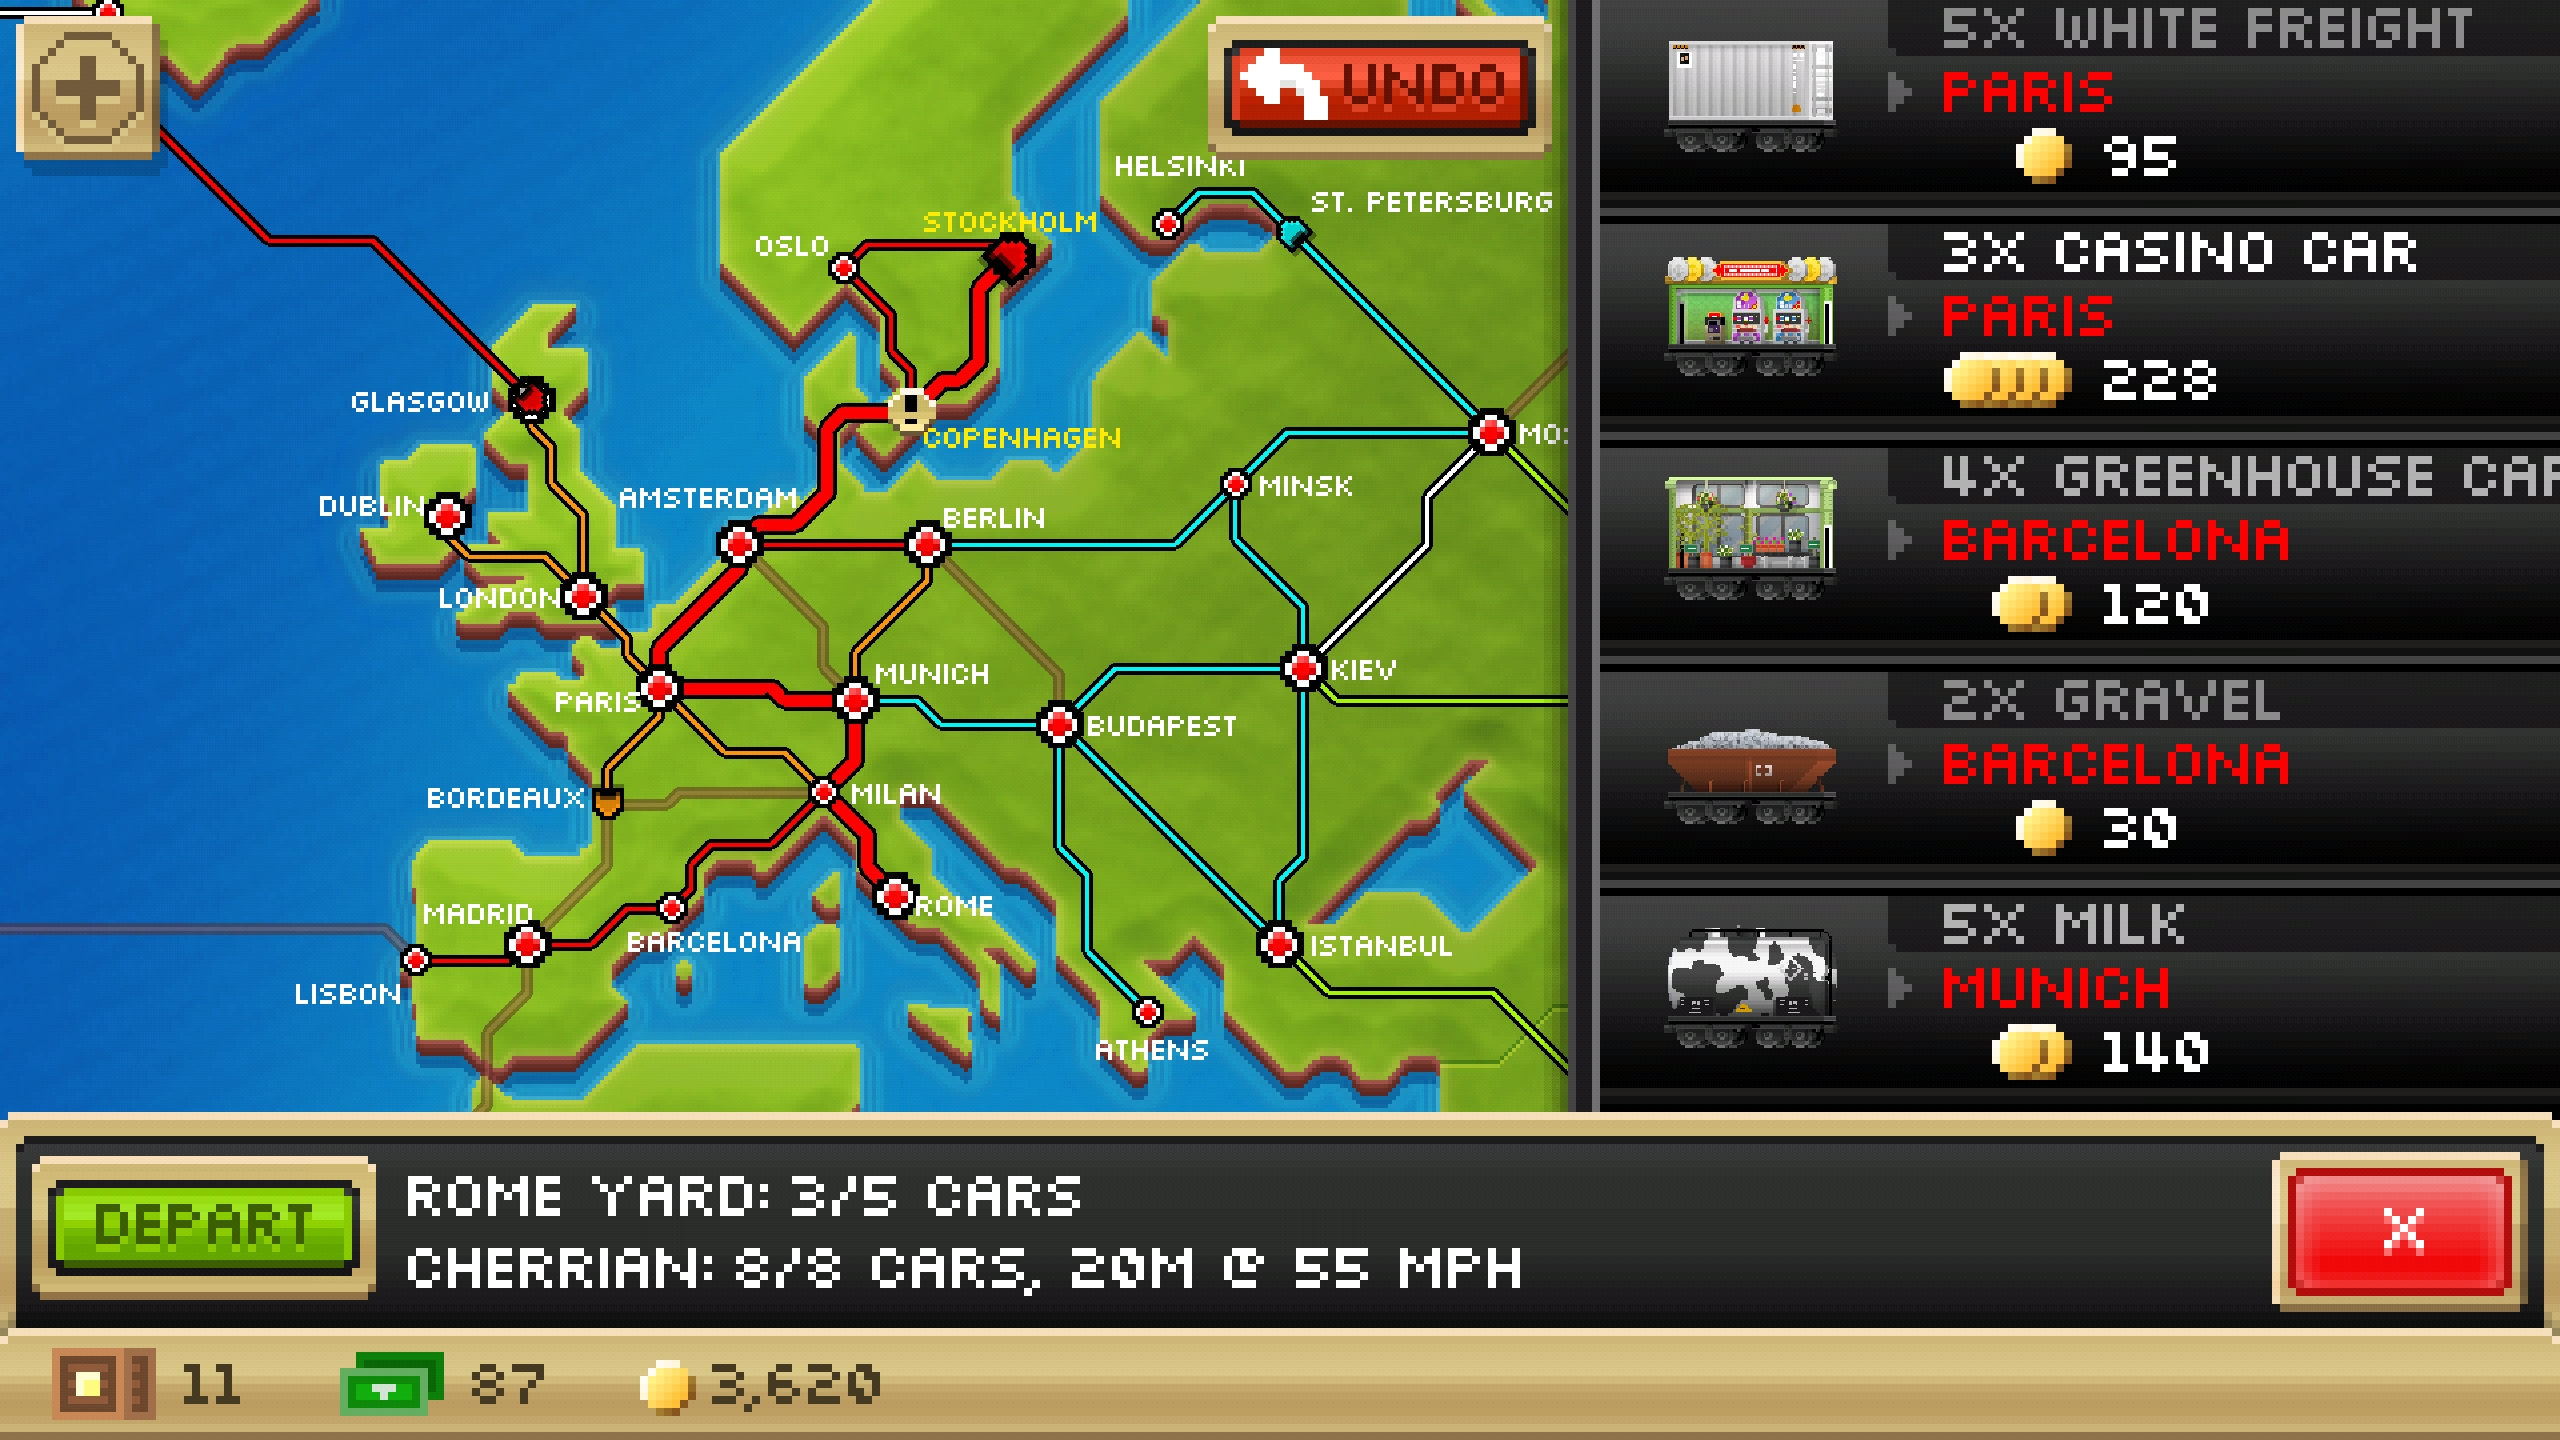 UNDO
HELSINKI
ST. PETERSBURG
STOCKHOLM
OSLO
GLASGOW
COPENHAGEN
DUBLIN
AMSTERDAM
BERLIN
MINSK
LONDON
PARIS
MUNICH
KIEV
BUDAPEST
BORDEAUX
MILAN
MADRID
ROME
BARCELONA
ISTANBUL
LISBON
ATHENS
5X WHITE FREIGHT
PARIS
95
3X CASINO CAR
PARIS
228
4X GREENHOUSE CAR
BARCELONA
120
2X GRAVEL
BARCELONA
30
5X MILK
MUNICH
140
DEPART
ROME YARD: 3/5 CARS
CHERRIAN: 8/8 CARS, 20M @ 55 MPH
X
11
87
3,620